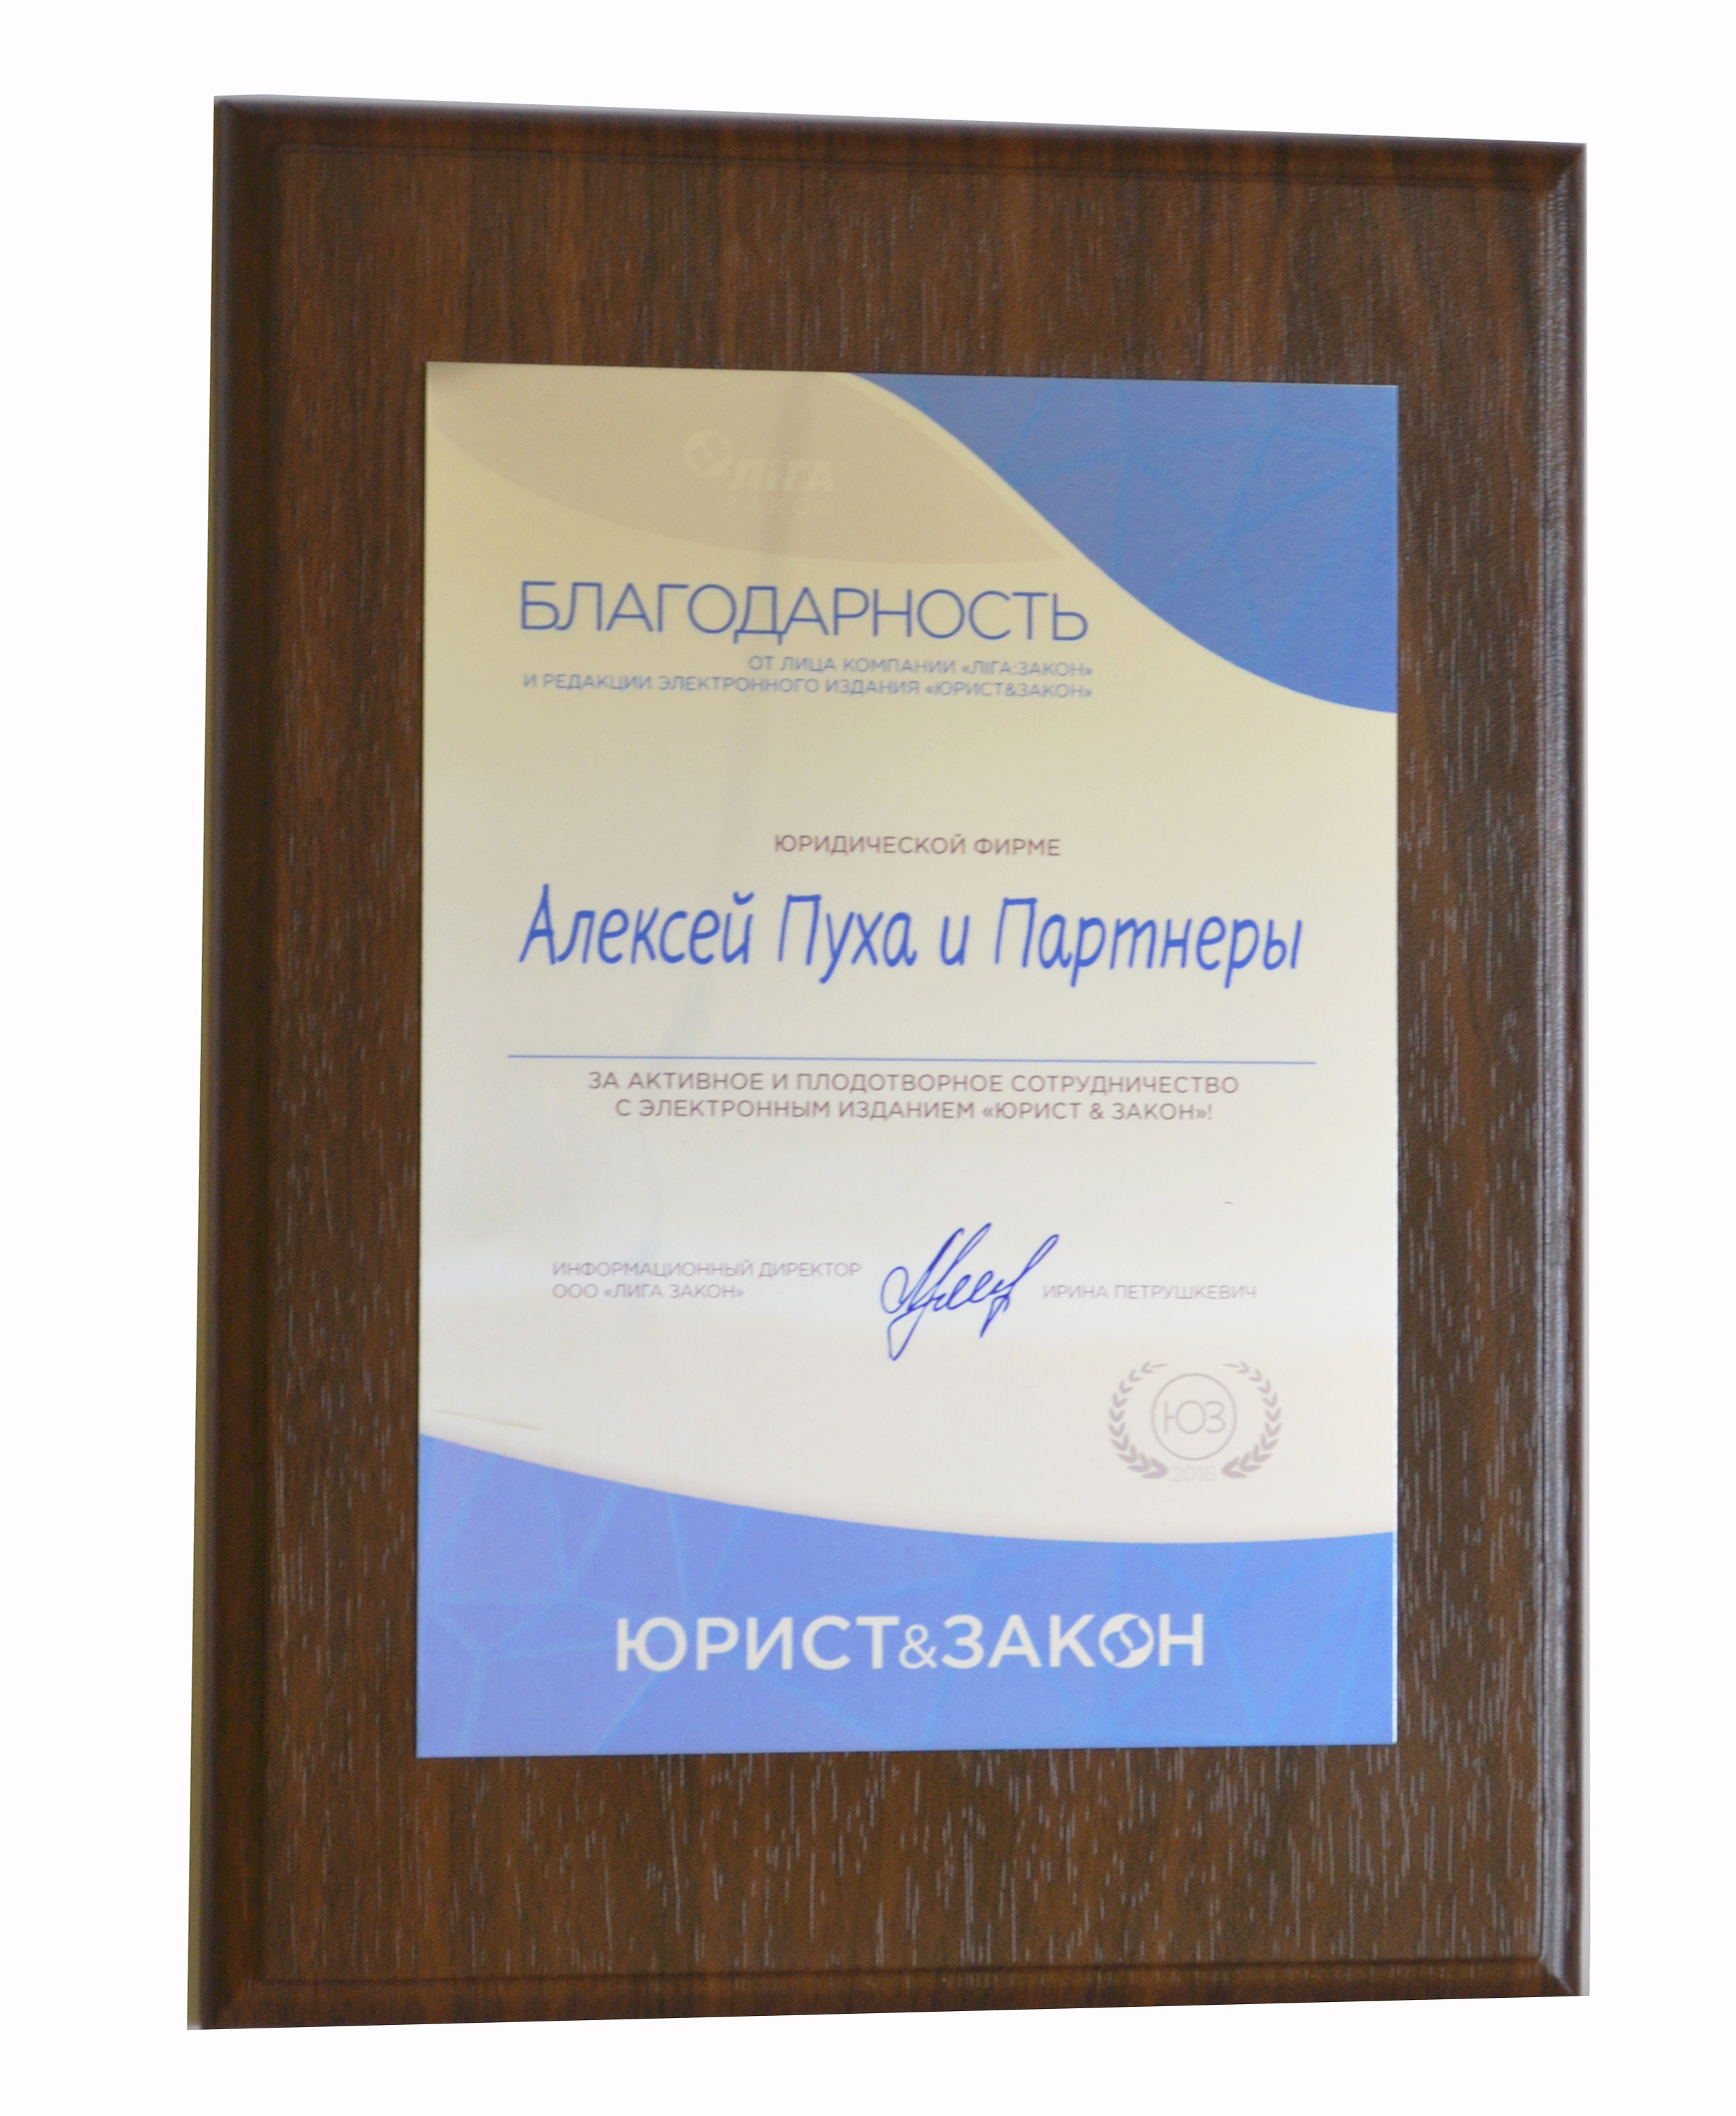 ЛІГА
ЗАКОН
БЛАГОДАРНОСТЬ
ОТ ЛИЦА КОМПАНИИ «ЛІГА:ЗАКОН»
И РЕДАКЦИИ ЭЛЕКТРОННОГО ИЗДАНИЯ «ЮРИСТ&ЗАКОН»
ЮРИДИЧЕСКОЙ ФИРМЕ
Алексей Пуха и Партнеры
ЗА АКТИВНОЕ И ПЛОДОТВОРНОЕ СОТРУДНИЧЕСТВО
С ЭЛЕКТРОННЫМ ИЗДАНИЕМ «ЮРИСТ & ЗАКОН»!
ИНФОРМАЦИОННЫЙ ДИРЕКТОР
ООО «ЛИГА ЗАКОН»
ИРИНА ПЕТРУШКЕВИЧ
ЮЗ
2016
ЮРИСТ&ЗАКОН